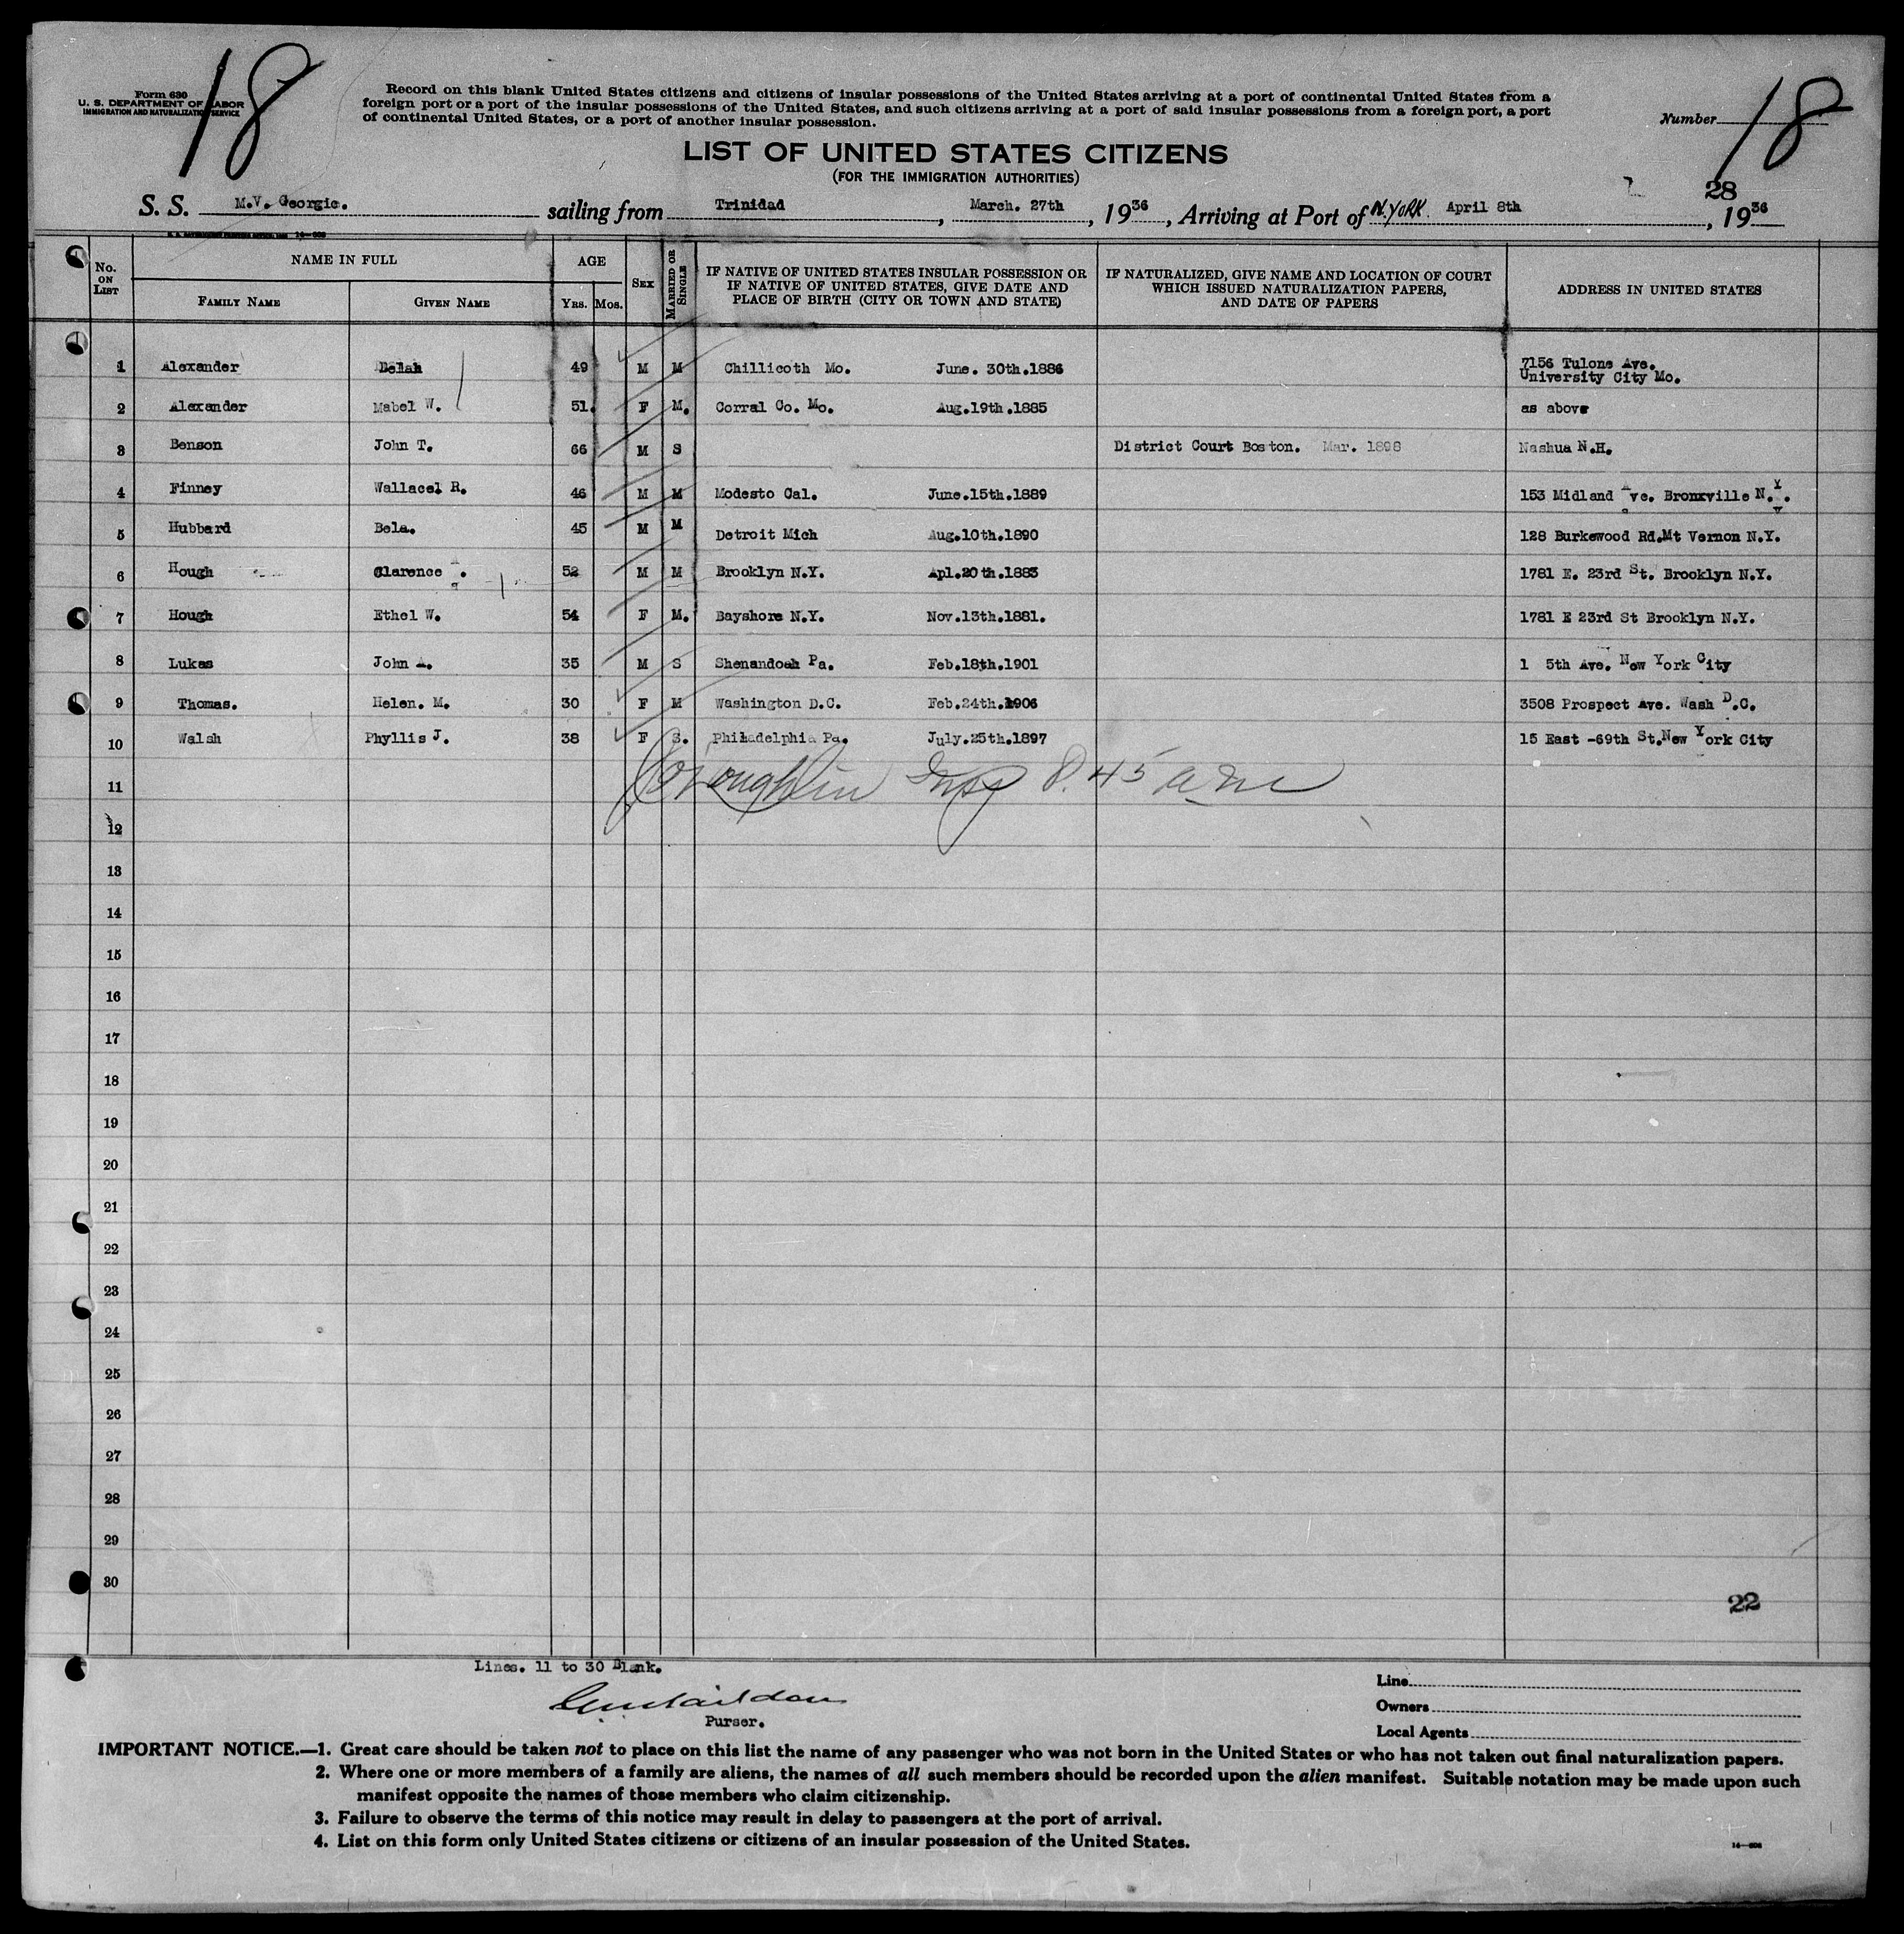 18
Form 630
U. S. DEPARTMENT OF LABOR
IMMIGRATION AND NATURALIZATION SERVICE
Record on this blank United States citizens and citizens of insular possessions of the United States arriving at a port of continental United States from a
foreign port or a port of the insular possessions of the United States, and such citizens arriving at a port of said insular possessions from a foreign port, a port
of continental United States, or a port of another insular possession.
Number 18
LIST OF UNITED STATES CITIZENS
(FOR THE IMMIGRATION AUTHORITIES)
28
S. S. M.V. Georgic. sailing from Trinidad, March. 27th, 1936, Arriving at Port of N.YORK. April 8th, 1936
No. ON LIST
NAME IN FULL
FAMILY NAME
GIVEN NAME
AGE
YRS. MOS.
SEX
MARRIED OR SINGLE
IF NATIVE OF UNITED STATES INSULAR POSSESSION OR
IF NATIVE OF UNITED STATES, GIVE DATE AND
PLACE OF BIRTH (CITY OR TOWN AND STATE)
IF NATURALIZED, GIVE NAME AND LOCATION OF COURT
WHICH ISSUED NATURALIZATION PAPERS,
AND DATE OF PAPERS
ADDRESS IN UNITED STATES
1 Alexander Belah 49 M M Chillicoth Mo. June. 30th.1886 7156 Tulone Ave.
University City Mo.
2 Alexander Mabel W. 51. F M. Corral Co. Mo. Aug.19th.1885 as above
3 Benson John T. 66 M S District Court Boston. Mar. 1898 Nashua N.H.
4 Finney Wallacel R. 46 M M Modesto Cal. June.15th.1889 153 Midland Ave. Bronxville N.Y.
5 Hubbard Bela. 45 M M Detroit Mich Aug.10th.1890 128 Burkewood Rd.Mt Vernon N.Y.
6 Hough Clarence . 52 M M Brooklyn N.Y. Apl.20th.1883 1781 E. 23rd St. Brooklyn N.Y.
7 Hough Ethel W. 54 F M. Bayshore N.Y. Nov.13th.1881. 1781 E 23rd St Brooklyn N.Y.
8 Lukas John A. 35 M S Shenandoah Pa. Feb.18th.1901 1 5th Ave. New York City
9 Thomas. Helen. M. 30 F M Washington D.C. Feb.24th.1906 3508 Prospect Ave. Wash D.C.
10 Walsh Phyllis J. 38 F S. Philadelphia Pa. July.25th.1897 15 East -69th St.New York City
Coloughlin Insp 8.45 am
11
12
13
14
15
16
17
18
19
20
21
22
23
24
25
26
27
28
29
30
22
Lines. 11 to 30 Blank.
Purser.
Line
Owners
Local Agents
IMPORTANT NOTICE.—1. Great care should be taken not to place on this list the name of any passenger who was not born in the United States or who has not taken out final naturalization papers.
2. Where one or more members of a family are aliens, the names of all such members should be recorded upon the alien manifest. Suitable notation may be made upon such
manifest opposite the names of those members who claim citizenship.
3. Failure to observe the terms of this notice may result in delay to passengers at the port of arrival.
4. List on this form only United States citizens or citizens of an insular possession of the United States.